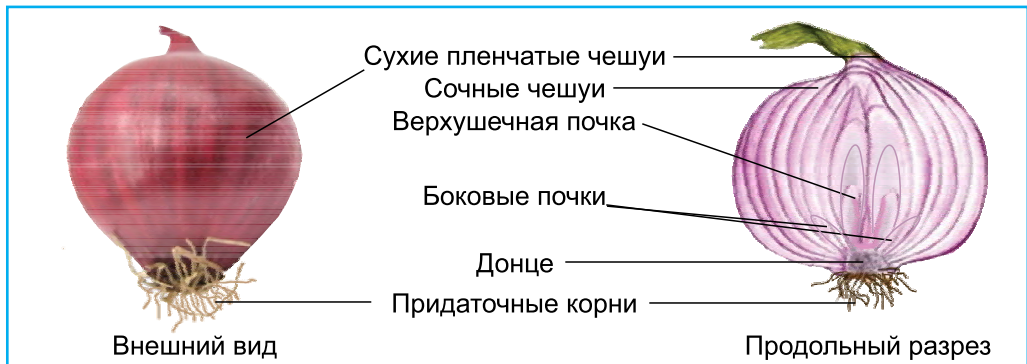 Сухие пленчатые чешуи
Сочные чешуи
Верхушечная почка
Боковые почки
Донце
Придаточные корни
Внешний вид
Продольный разрез